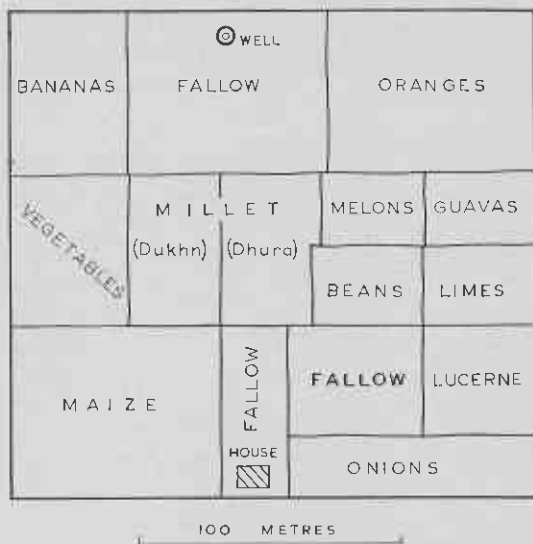 WELL
BANANAS
FALLOW
ORANGES
VEGETABLES
MILLET
(Dukhn)
(Dhura)
MELONS
GUAVAS
BEANS
LIMES
MAIZE
FALLOW
HOUSE
FALLOW
LUCERNE
ONIONS
100 METRES